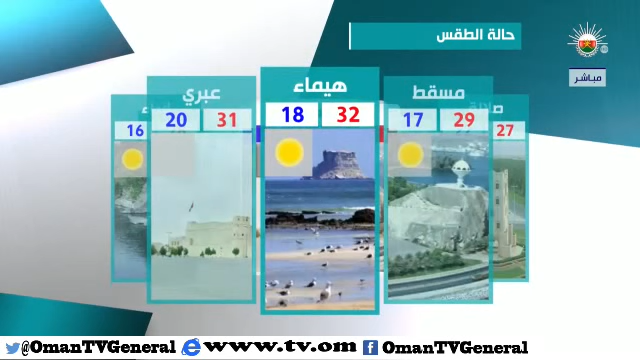 حالة الطقس
مباشر
صلالة
27
مسقط
17 29
هيماء
18 32
عبري
20 31
16
@OmanTVGeneral www.tv.om OmanTVGeneral